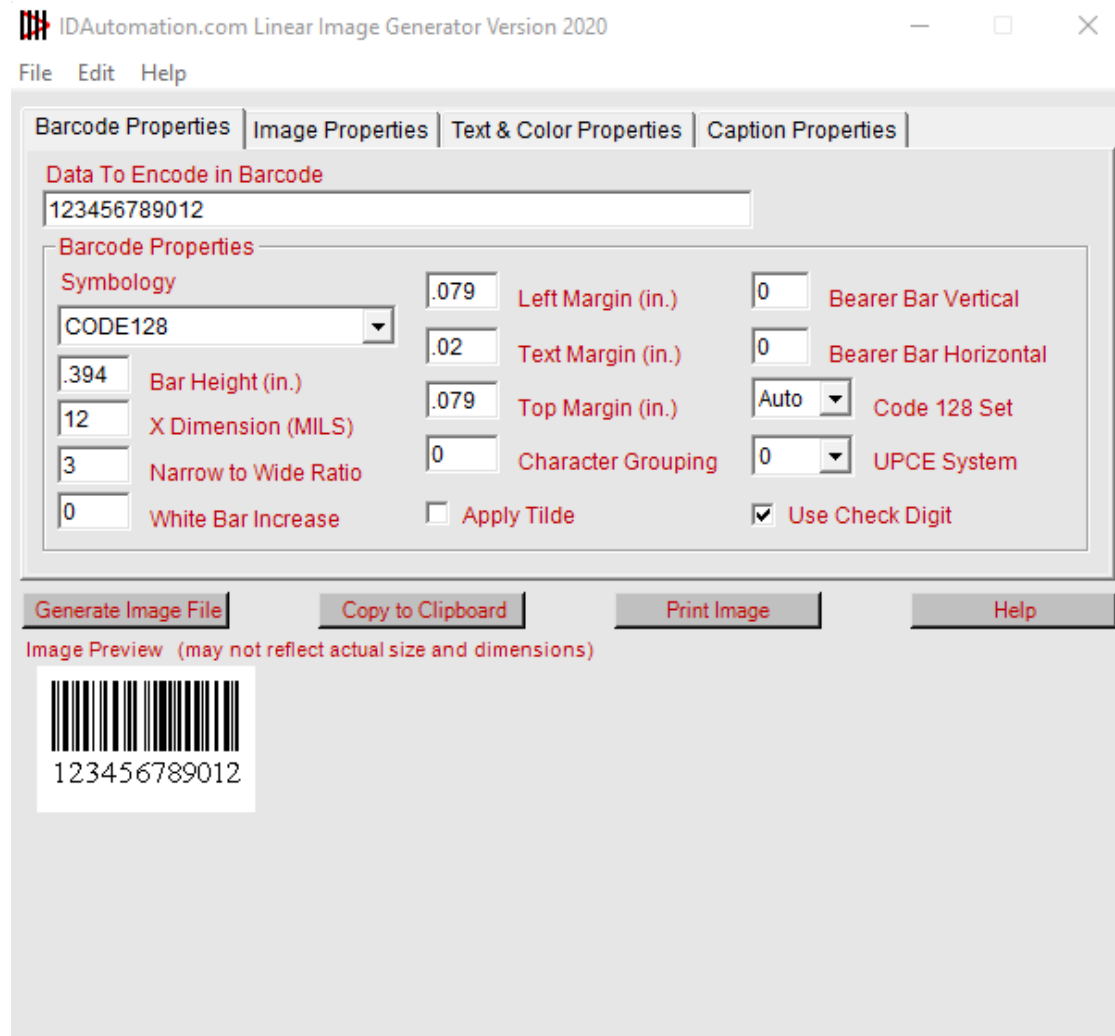 IDAutomation.com Linear Image Generator Version 2020
File Edit Help
Barcode Properties Image Properties Text & Color Properties Caption Properties
Data To Encode in Barcode
123456789012
Barcode Properties
Symbology
CODE128
.394 Bar Height (in.)
12 X Dimension (MILS)
3 Narrow to Wide Ratio
0 White Bar Increase
.079 Left Margin (in.)
.02 Text Margin (in.)
.079 Top Margin (in.)
0 Character Grouping
Apply Tilde
0 Bearer Bar Vertical
0 Bearer Bar Horizontal
Auto Code 128 Set
0 UPCE System
Use Check Digit
Generate Image File Copy to Clipboard Print Image Help
Image Preview (may not reflect actual size and dimensions)
123456789012